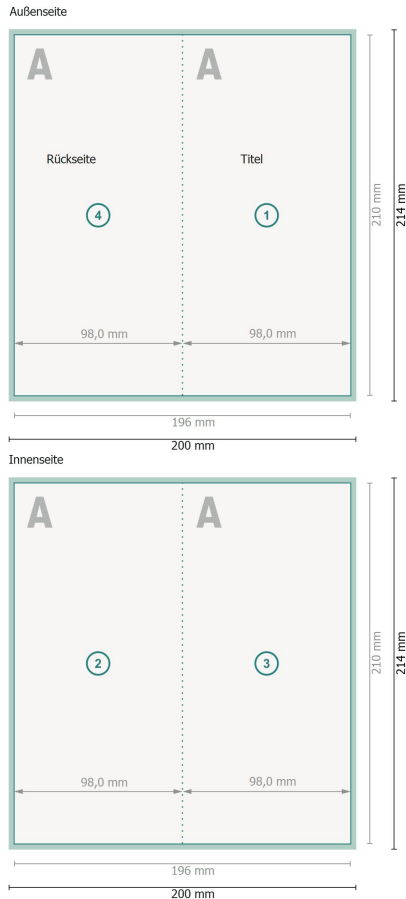 Außenseite
A A
Rückseite Titel
4 1
210 mm
214 mm
98,0 mm 98,0 mm
196 mm
200 mm
Innenseite
A A
2 3
210 mm
214 mm
98,0 mm 98,0 mm
196 mm
200 mm